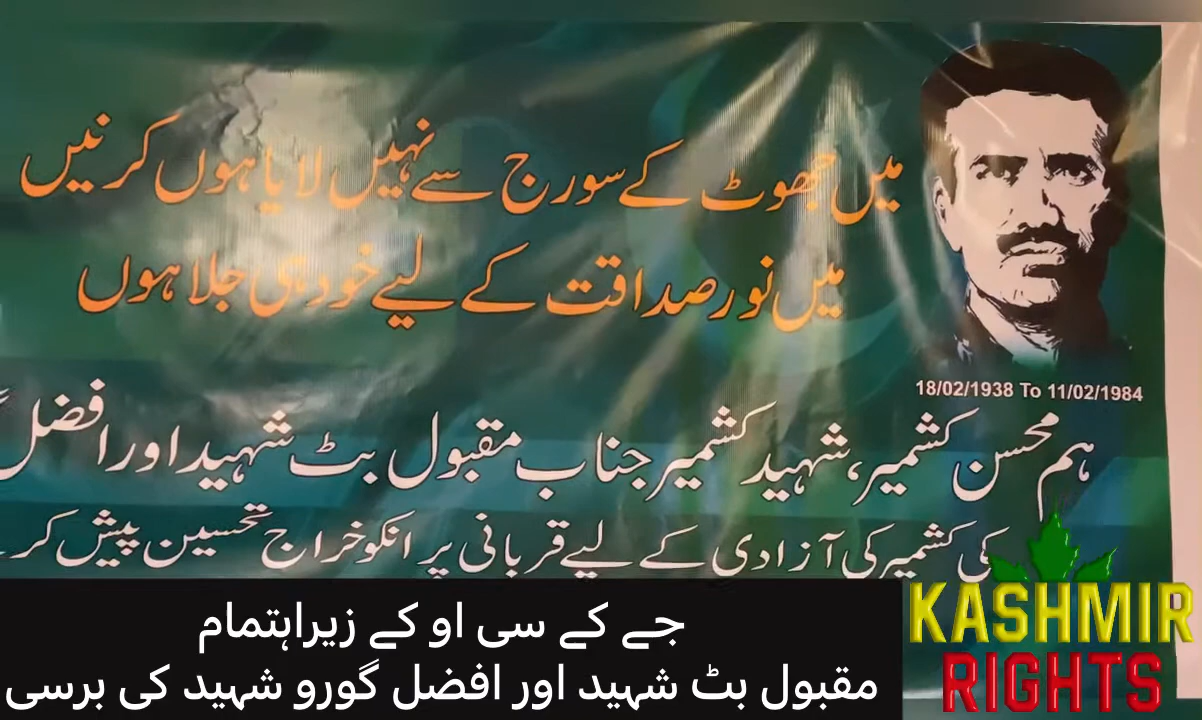 میں جھوٹ کے سورج سے نہیں لایا ہوں کرنیں
میں نور صداقت کے لیے خود ہی جلا ہوں
18/02/1938 To 11/02/1984
ہم محسن کشمیر، شہید کشمیر جناب مقبول بٹ شہید اور افضل
کی کشمیر کی آزادی کے لیے قربانی پر انکو خراج تحسین پیش کر
جے کے سی او کے زیراہتمام
مقبول بٹ شہید اور افضل گورو شہید کی برسی
KASHMIR
RIGHTS